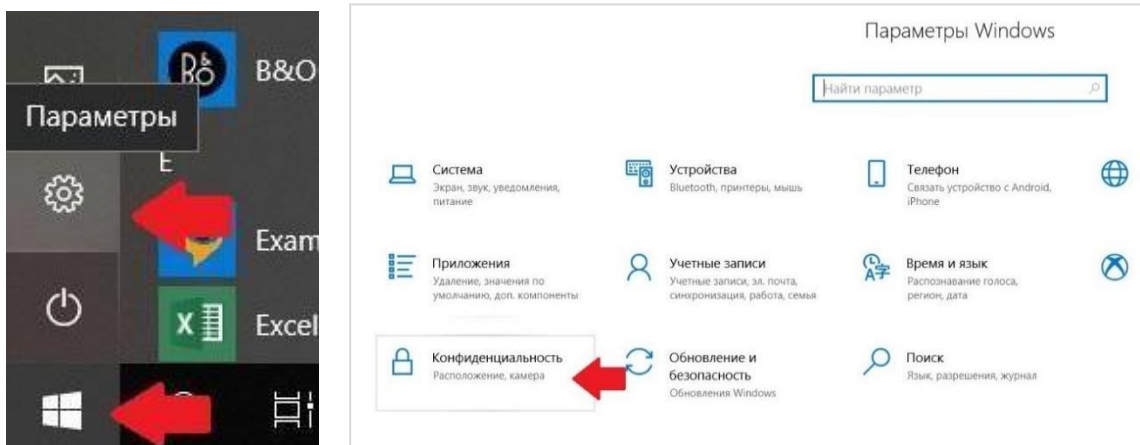 B&O
Параметры
E
Exam
Excel
Параметры Windows
Найти параметр
Система
Экран, звук, уведомления,
питание
Устройства
Bluetooth, принтеры, мышь
Телефон
Связать устройство с Android,
iPhone
Приложения
Удаление, значения по
умолчанию, доп. компоненты
Учетные записи
Учетные записи, эл. почта,
синхронизация, работа, семья
Время и язык
Распознавание голоса,
регион, дата
Конфиденциальность
Расположение, камера
Обновление и
безопасность
Обновления Windows
Поиск
Язык, разрешения, журнал